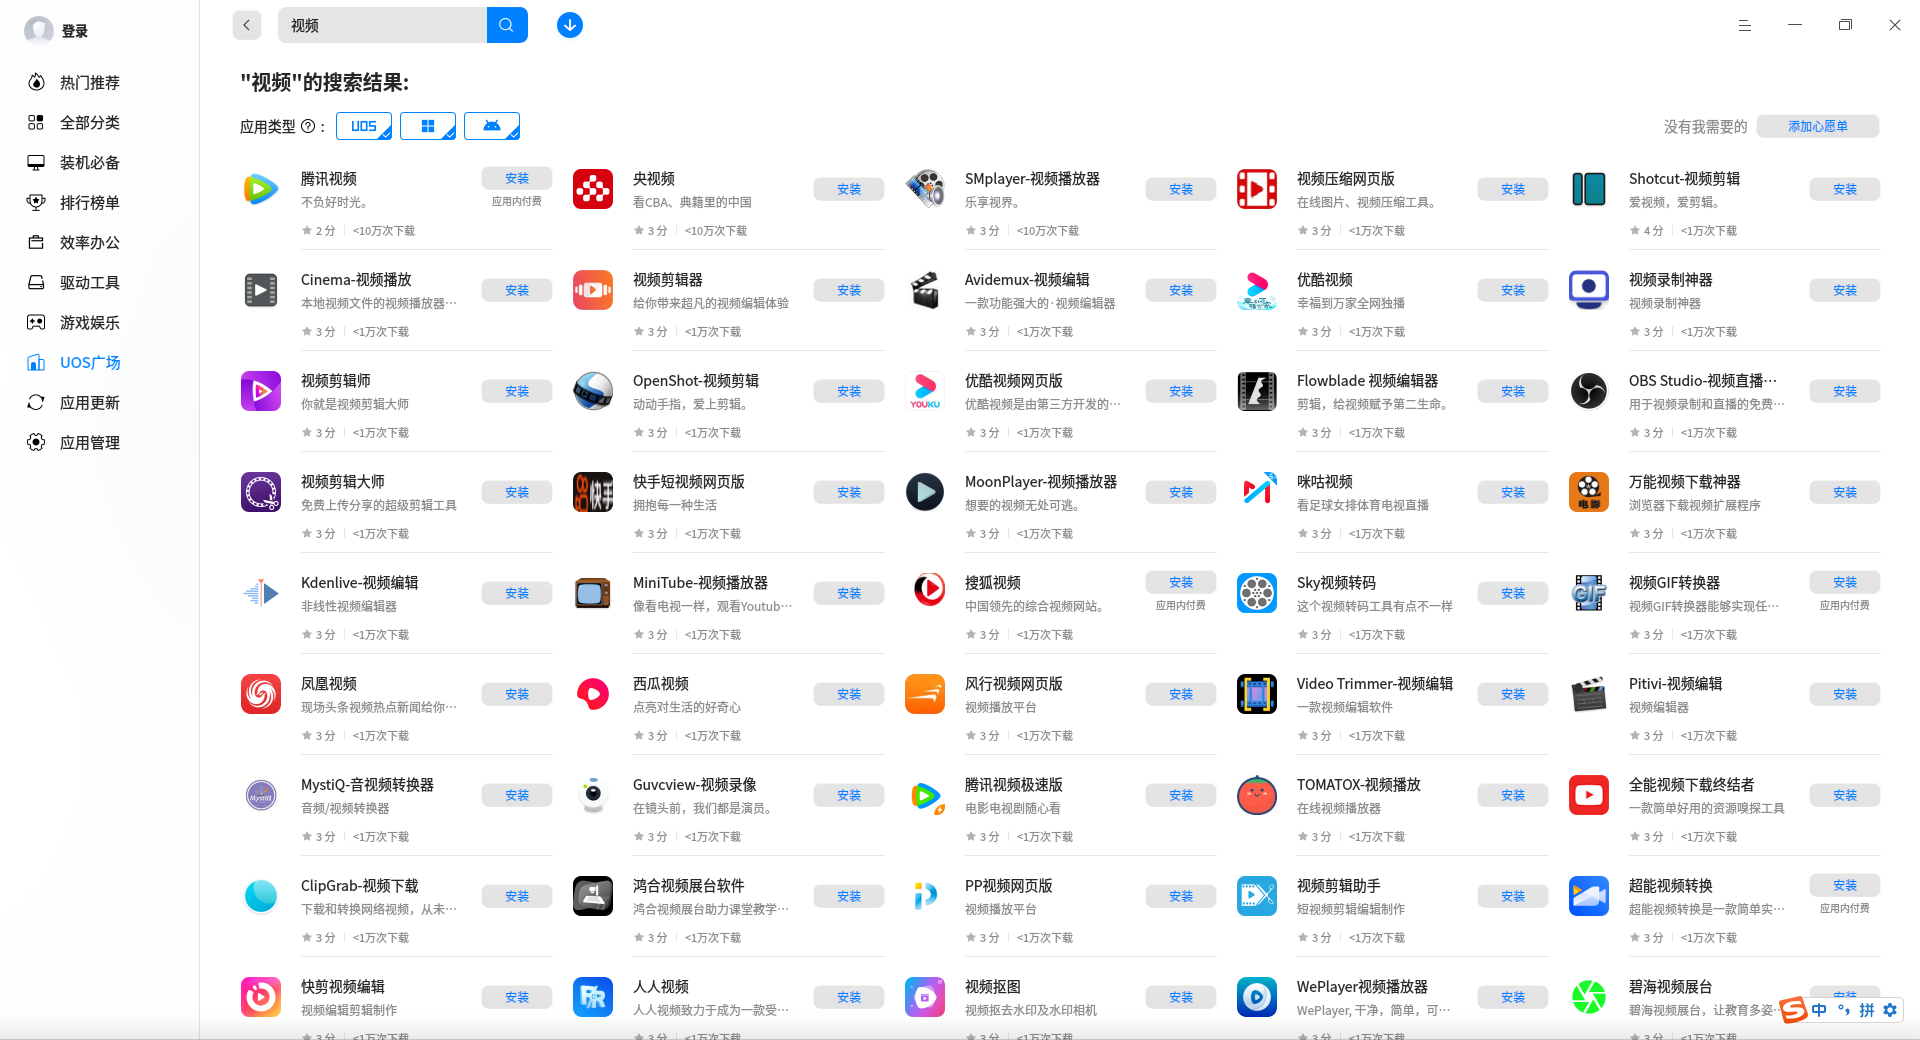 登录
视频
热门推荐
全部分类
装机必备
排行榜单
效率办公
驱动工具
游戏娱乐
UOS广场
应用更新
应用管理
"视频"的搜索结果:
应用类型 ? :
UOS
没有我需要的
添加心愿单
腾讯视频
不负好时光。
2 分 <10万次下载
安装
应用内付费
央视频
看CBA、典籍里的中国
3 分 <10万次下载
安装
SMplayer-视频播放器
乐享视界。
3 分 <10万次下载
安装
视频压缩网页版
在线图片、视频压缩工具。
3 分 <1万次下载
安装
Shotcut-视频剪辑
爱视频，爱剪辑。
4 分 <1万次下载
安装
Cinema-视频播放
本地视频文件的视频播放器···
3 分 <1万次下载
安装
视频剪辑器
给你带来超凡的视频编辑体验
3 分 <1万次下载
安装
Avidemux-视频编辑
一款功能强大的·视频编辑器
3 分 <1万次下载
安装
优酷视频
幸福到万家全网独播
3 分 <1万次下载
安装
视频录制神器
视频录制神器
3 分 <1万次下载
安装
视频剪辑师
你就是视频剪辑大师
3 分 <1万次下载
安装
OpenShot-视频剪辑
动动手指，爱上剪辑。
3 分 <1万次下载
安装
YOUKU
优酷视频网页版
优酷视频是由第三方开发的···
3 分 <1万次下载
安装
Flowblade 视频编辑器
剪辑，给视频赋予第二生命。
3 分 <1万次下载
安装
OBS Studio-视频直播···
用于视频录制和直播的免费···
3 分 <1万次下载
安装
视频剪辑大师
免费上传分享的超级剪辑工具
3 分 <1万次下载
安装
快手
快手短视频网页版
拥抱每一种生活
3 分 <1万次下载
安装
MoonPlayer-视频播放器
想要的视频无处可逃。
3 分 <1万次下载
安装
咪咕视频
看足球女排体育电视直播
3 分 <1万次下载
安装
电影
万能视频下载神器
浏览器下载视频扩展程序
3 分 <1万次下载
安装
Kdenlive-视频编辑
非线性视频编辑器
3 分 <1万次下载
安装
MiniTube-视频播放器
像看电视一样，观看Youtub···
3 分 <1万次下载
安装
搜狐视频
中国领先的综合视频网站。
3 分 <1万次下载
安装
应用内付费
Sky视频转码
这个视频转码工具有点不一样
3 分 <1万次下载
安装
GIF
视频GIF转换器
视频GIF转换器能够实现任···
3 分 <1万次下载
安装
应用内付费
凤凰视频
现场头条视频热点新闻给你···
3 分 <1万次下载
安装
西瓜视频
点亮对生活的好奇心
3 分 <1万次下载
安装
风行视频网页版
视频播放平台
3 分 <1万次下载
安装
Video Trimmer-视频编辑
一款视频编辑软件
3 分 <1万次下载
安装
Pitivi-视频编辑
视频编辑器
3 分 <1万次下载
安装
MystiQ
MystiQ-音视频转换器
音频/视频转换器
3 分 <1万次下载
安装
Guvcview-视频录像
在镜头前，我们都是演员。
3 分 <1万次下载
安装
腾讯视频极速版
电影电视剧随心看
3 分 <1万次下载
安装
TOMATOX-视频播放
在线视频播放器
3 分 <1万次下载
安装
全能视频下载终结者
一款简单好用的资源嗅探工具
3 分 <1万次下载
安装
ClipGrab-视频下载
下载和转换网络视频，从未···
3 分 <1万次下载
安装
鸿合视频展台软件
鸿合视频展台助力课堂教学···
3 分 <1万次下载
安装
PP视频网页版
视频播放平台
3 分 <1万次下载
安装
视频剪辑助手
短视频剪辑编辑制作
3 分 <1万次下载
安装
超能视频转换
超能视频转换是一款简单实···
3 分 <1万次下载
安装
应用内付费
快剪视频编辑
视频编辑剪辑制作
3 分 <1万次下载
安装
人人视频
人人视频致力于成为一款受···
3 分 <1万次下载
安装
视频抠图
视频抠去水印及水印相机
3 分 <1万次下载
安装
WePlayer视频播放器
WePlayer, 干净，简单，可···
3 分 <1万次下载
安装
碧海视频展台
碧海视频展台，让教育多姿···
3 分 <1万次下载
安装
中 拼